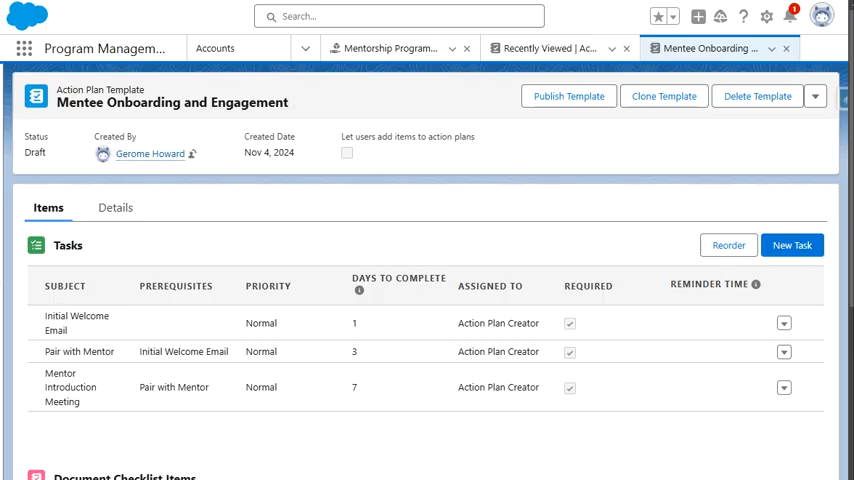 Search...
1
Program Managem...
Accounts
Mentorship Program...
Recently Viewed | Ac...
Mentee Onboarding ...
Action Plan Template
Mentee Onboarding and Engagement
Publish Template
Clone Template
Delete Template
Status
Created By
Created Date
Let users add items to action plans
Draft
Gerome Howard
Nov 4, 2024
Items
Details
Tasks
Reorder
New Task
SUBJECT PREREQUISITES PRIORITY DAYS TO COMPLETE ASSIGNED TO REQUIRED REMINDER TIME
Initial Welcome
Email
Normal 1 Action Plan Creator
Pair with Mentor Initial Welcome Email Normal 3 Action Plan Creator
Mentor
Introduction
Meeting
Pair with Mentor Normal 7 Action Plan Creator
Document Checklist Items